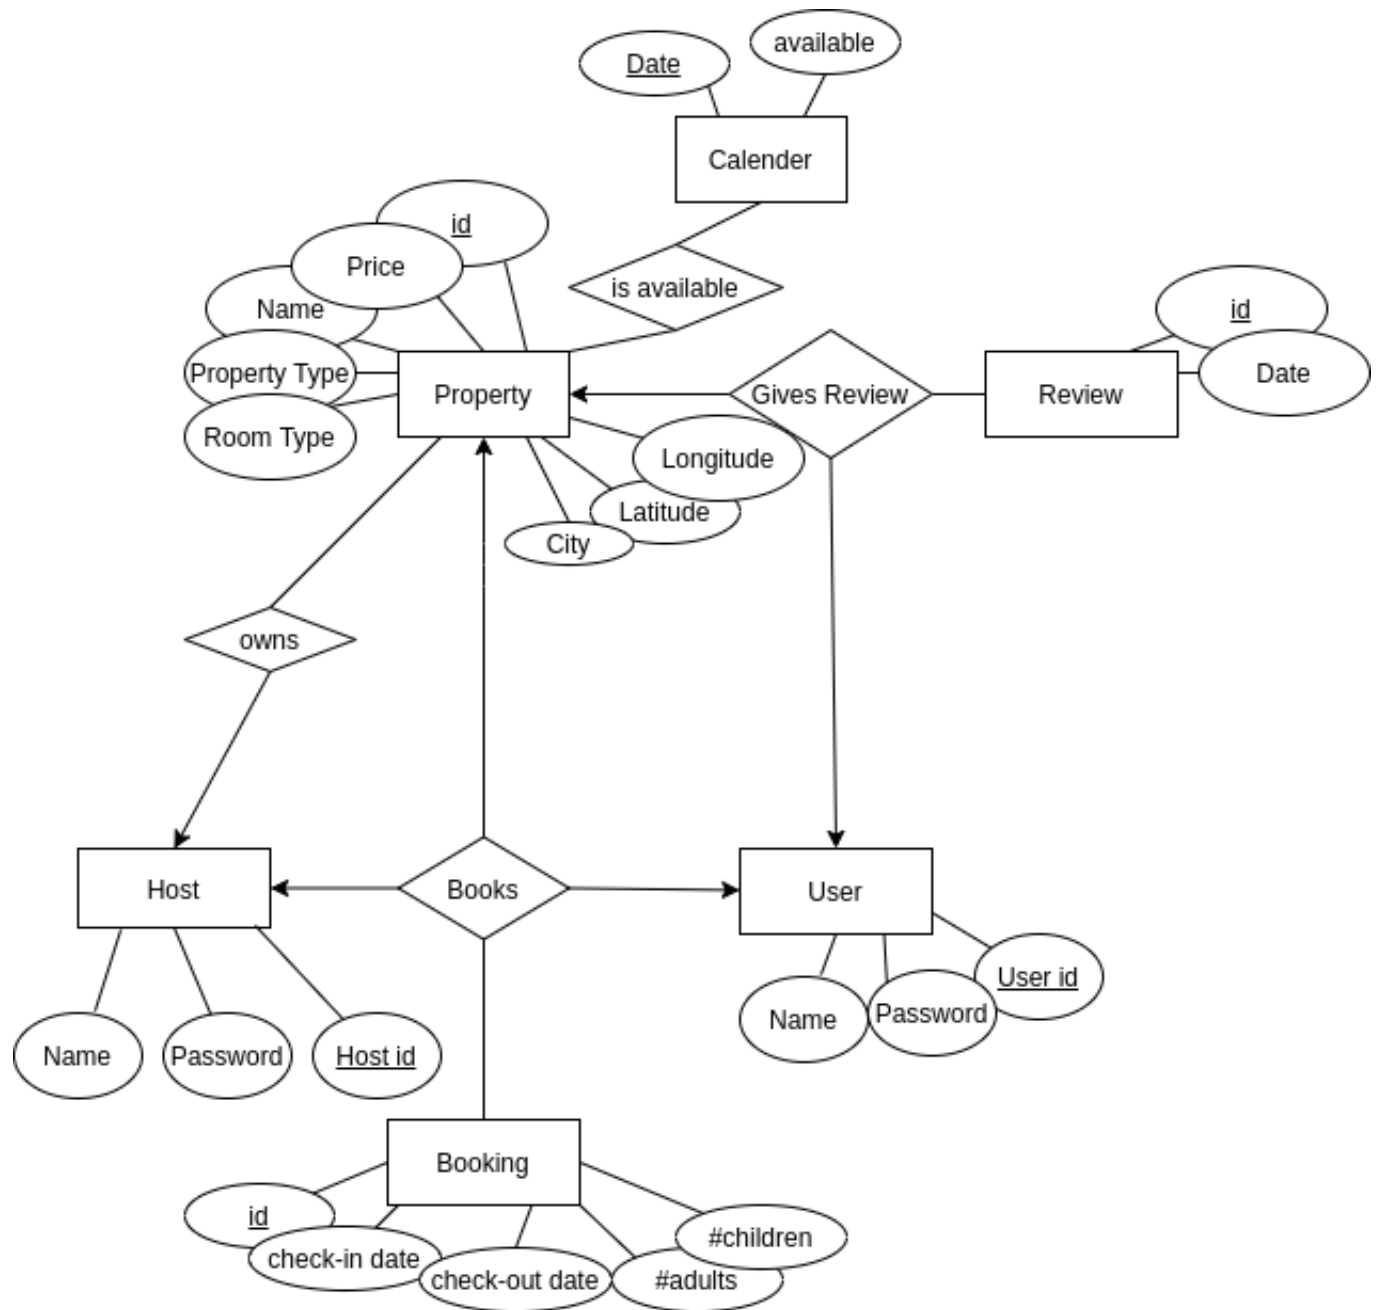 available
Date
Calender
id
Price
is available
Name
id
Property Type
Date
Property
Gives Review
Review
Room Type
Longitude
Latitude
City
owns
Host
Books
User
User id
Name
Password
Name
Password
Host id
Booking
id
#children
check-in date
check-out date
#adults